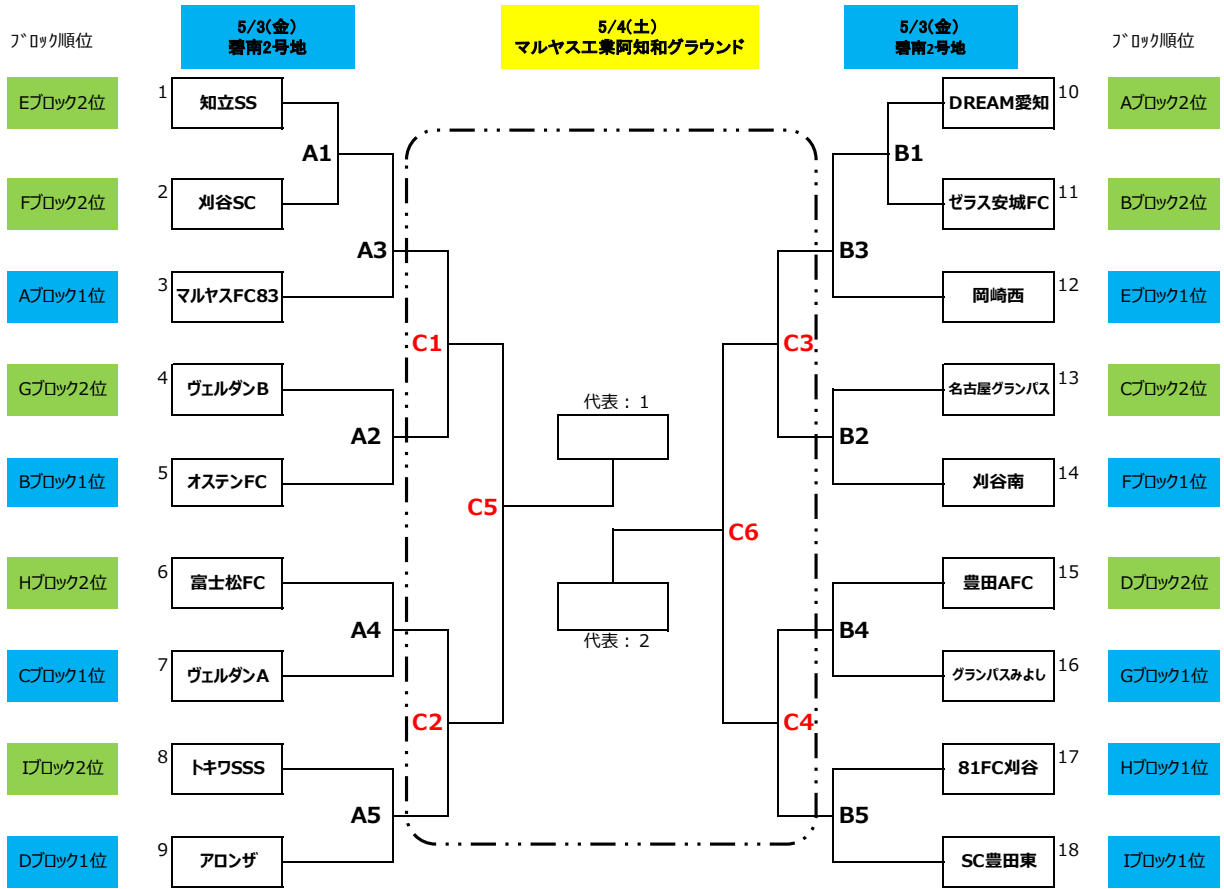 ﾌﾞﾛｯｸ順位
5/3(金)
碧南2号地
5/4(土)
マルヤス工業阿知和グラウンド
5/3(金)
碧南2号地
ﾌﾞﾛｯｸ順位
Eブロック2位
1
知立SS
A1
Fブロック2位
2
刈谷SC
A3
Aブロック1位
3
マルヤスFC83
C1
Gブロック2位
4
ヴェルダンB
A2
Bブロック1位
5
オステンFC
C5
Hブロック2位
6
富士松FC
A4
Cブロック1位
7
ヴェルダンA
C2
Iブロック2位
8
トキワSSS
A5
Dブロック1位
9
アロンザ
代表：1
代表：2
DREAM愛知
10
Aブロック2位
B1
ゼラス安城FC
11
Bブロック2位
B3
岡崎西
12
Eブロック1位
C3
名古屋グランパス
13
Cブロック2位
B2
刈谷南
14
Fブロック1位
C6
豊田AFC
15
Dブロック2位
B4
グランパスみよし
16
Gブロック1位
C4
81FC刈谷
17
Hブロック1位
B5
SC豊田東
18
Iブロック1位